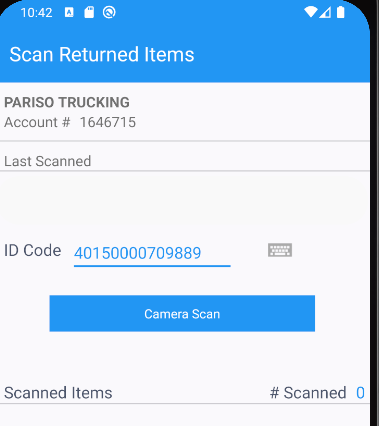 10:42
Scan Returned Items
PARISO TRUCKING
Account # 1646715
Last Scanned
ID Code 40150000709889
Camera Scan
Scanned Items # Scanned 0